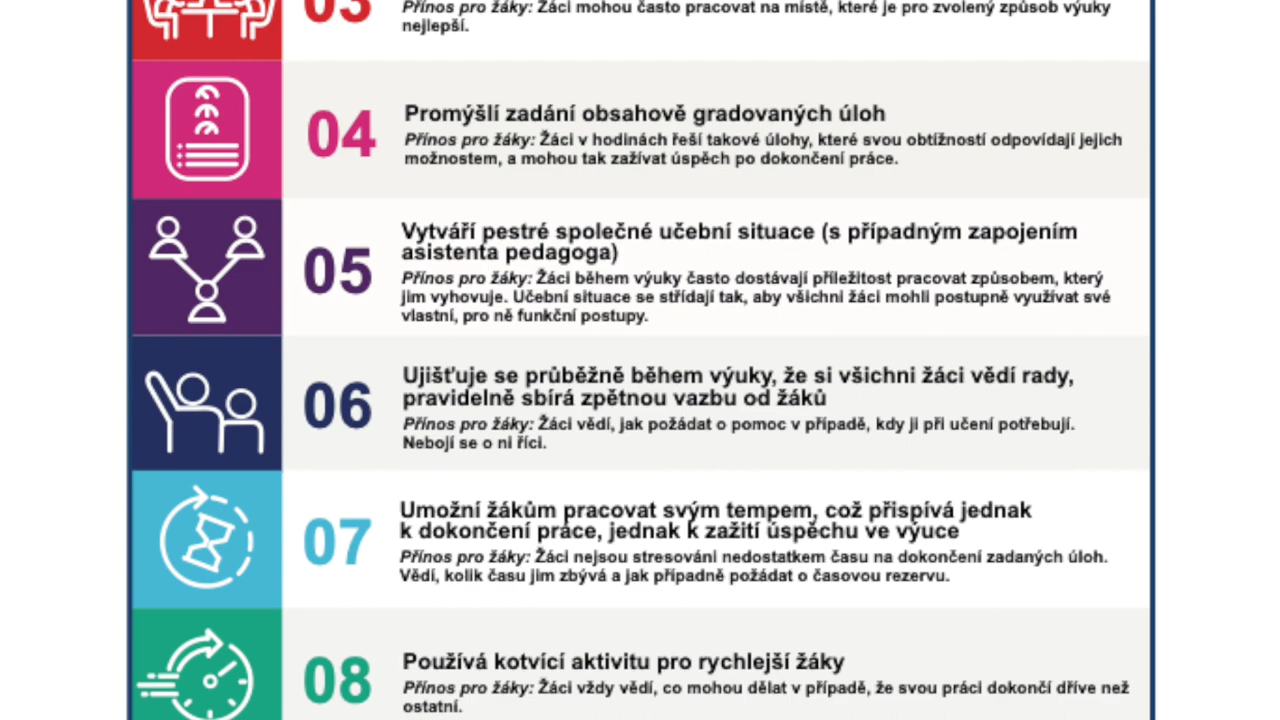 03
Přínos pro žáky: Žáci mohou často pracovat na místě, které je pro zvolený způsob výuky
nejlepší.
04
Promýšlí zadání obsahově gradovaných úloh
Přínos pro žáky: Žáci v hodinách řeší takové úlohy, které svou obtížností odpovídají jejich
možnostem, a mohou tak zažívat úspěch po dokončení práce.
05
Vytváří pestré společné učební situace (s případným zapojením
asistenta pedagoga)
Přínos pro žáky: Žáci během výuky často dostávají příležitost pracovat způsobem, který
jim vyhovuje. Učební situace se střídají tak, aby všichni žáci mohli postupně využívat své
vlastní, pro ně funkční postupy.
06
Ujišťuje se průběžně během výuky, že si všichni žáci vědí rady,
pravidelně sbírá zpětnou vazbu od žáků
Přínos pro žáky: Žáci vědí, jak požádat o pomoc v případě, kdy ji při učení potřebují.
Nebojí se o ni říci.
07
Umožní žákům pracovat svým tempem, což přispívá jednak
k dokončení práce, jednak k zažití úspěchu ve výuce
Přínos pro žáky: Žáci nejsou stresováni nedostatkem času na dokončení zadaných úloh.
Vědí, kolik času jim zbývá a jak případně požádat o časovou rezervu.
08
Používá kotvící aktivitu pro rychlejší žáky
Přínos pro žáky: Žáci vždy vědí, co mohou dělat v případě, že svou práci dokončí dříve než
ostatní.